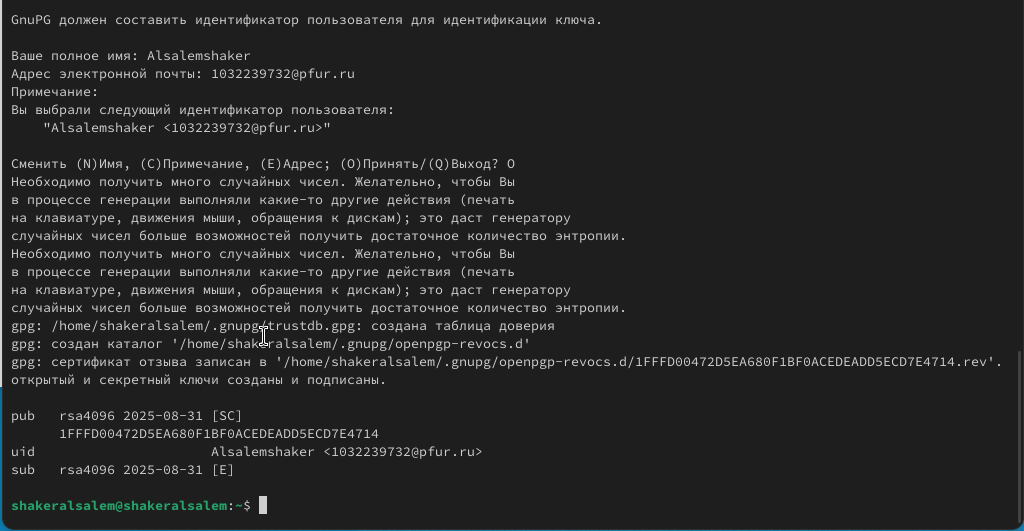 GnuPG должен составить идентификатор пользователя для идентификации ключа.
Ваше полное имя: Alsalemshaker
Адрес электронной почты: 1032239732@pfur.ru
Примечание:
Вы выбрали следующий идентификатор пользователя:
"Alsalemshaker <1032239732@pfur.ru>"
Сменить (N)Имя, (C)Примечание, (E)Адрес; (O)Принять/(Q)Выход? O
Необходимо получить много случайных чисел. Желательно, чтобы Вы
в процессе генерации выполняли какие-то другие действия (печать
на клавиатуре, движения мыши, обращения к дискам); это даст генератору
случайных чисел больше возможностей получить достаточное количество энтропии.
Необходимо получить много случайных чисел. Желательно, чтобы Вы
в процессе генерации выполняли какие-то другие действия (печать
на клавиатуре, движения мыши, обращения к дискам); это даст генератору
случайных чисел больше возможностей получить достаточное количество энтропии.
gpg: /home/shakeralsalem/.gnupg/trustdb.gpg: создана таблица доверия
gpg: создан каталог '/home/shakeralsalem/.gnupg/openpgp-revocs.d'
gpg: сертификат отзыва записан в '/home/shakeralsalem/.gnupg/openpgp-revocs.d/1FFFD00472D5EA680F1BF0ACEDEADD5ECD7E4714.rev'.
открытый и секретный ключи созданы и подписаны.
pub   rsa4096 2025-08-31 [SC]
1FFFD00472D5EA680F1BF0ACEDEADD5ECD7E4714
uid                      Alsalemshaker <1032239732@pfur.ru>
sub   rsa4096 2025-08-31 [E]
shakeralsalem@shakeralsalem:~$